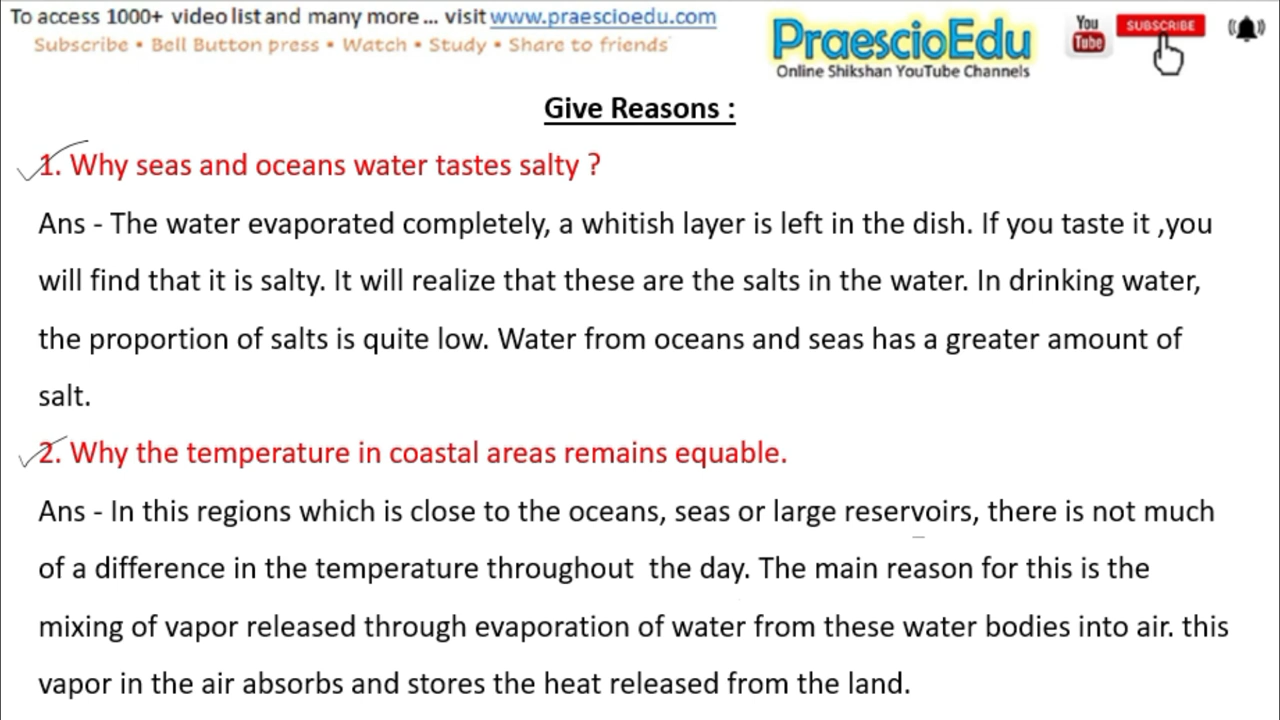 To access 1000+ video list and many more ... visit www.praescioedu.com
Subscribe • Bell Button press • Watch • Study • Share to friends
PraescioEdu
Online Shikshan YouTube Channels
You
Tube
SUBSCRIBE
Give Reasons :
1. Why seas and oceans water tastes salty ?
Ans - The water evaporated completely, a whitish layer is left in the dish. If you taste it ,you
will find that it is salty. It will realize that these are the salts in the water. In drinking water,
the proportion of salts is quite low. Water from oceans and seas has a greater amount of
salt.
2. Why the temperature in coastal areas remains equable.
Ans - In this regions which is close to the oceans, seas or large reservoirs, there is not much
of a difference in the temperature throughout  the day. The main reason for this is the
mixing of vapor released through evaporation of water from these water bodies into air. this
vapor in the air absorbs and stores the heat released from the land.